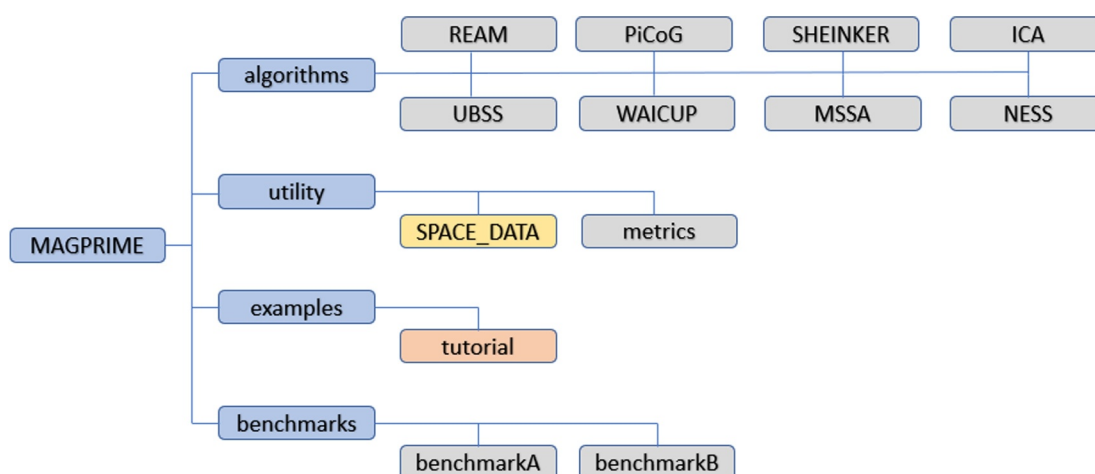 REAM PiCoG SHEINKER ICA
algorithms
UBSS WAICUP MSSA NESS
utility
SPACE_DATA metrics
MAGPRIME
examples
tutorial
benchmarks
benchmarkA benchmarkB